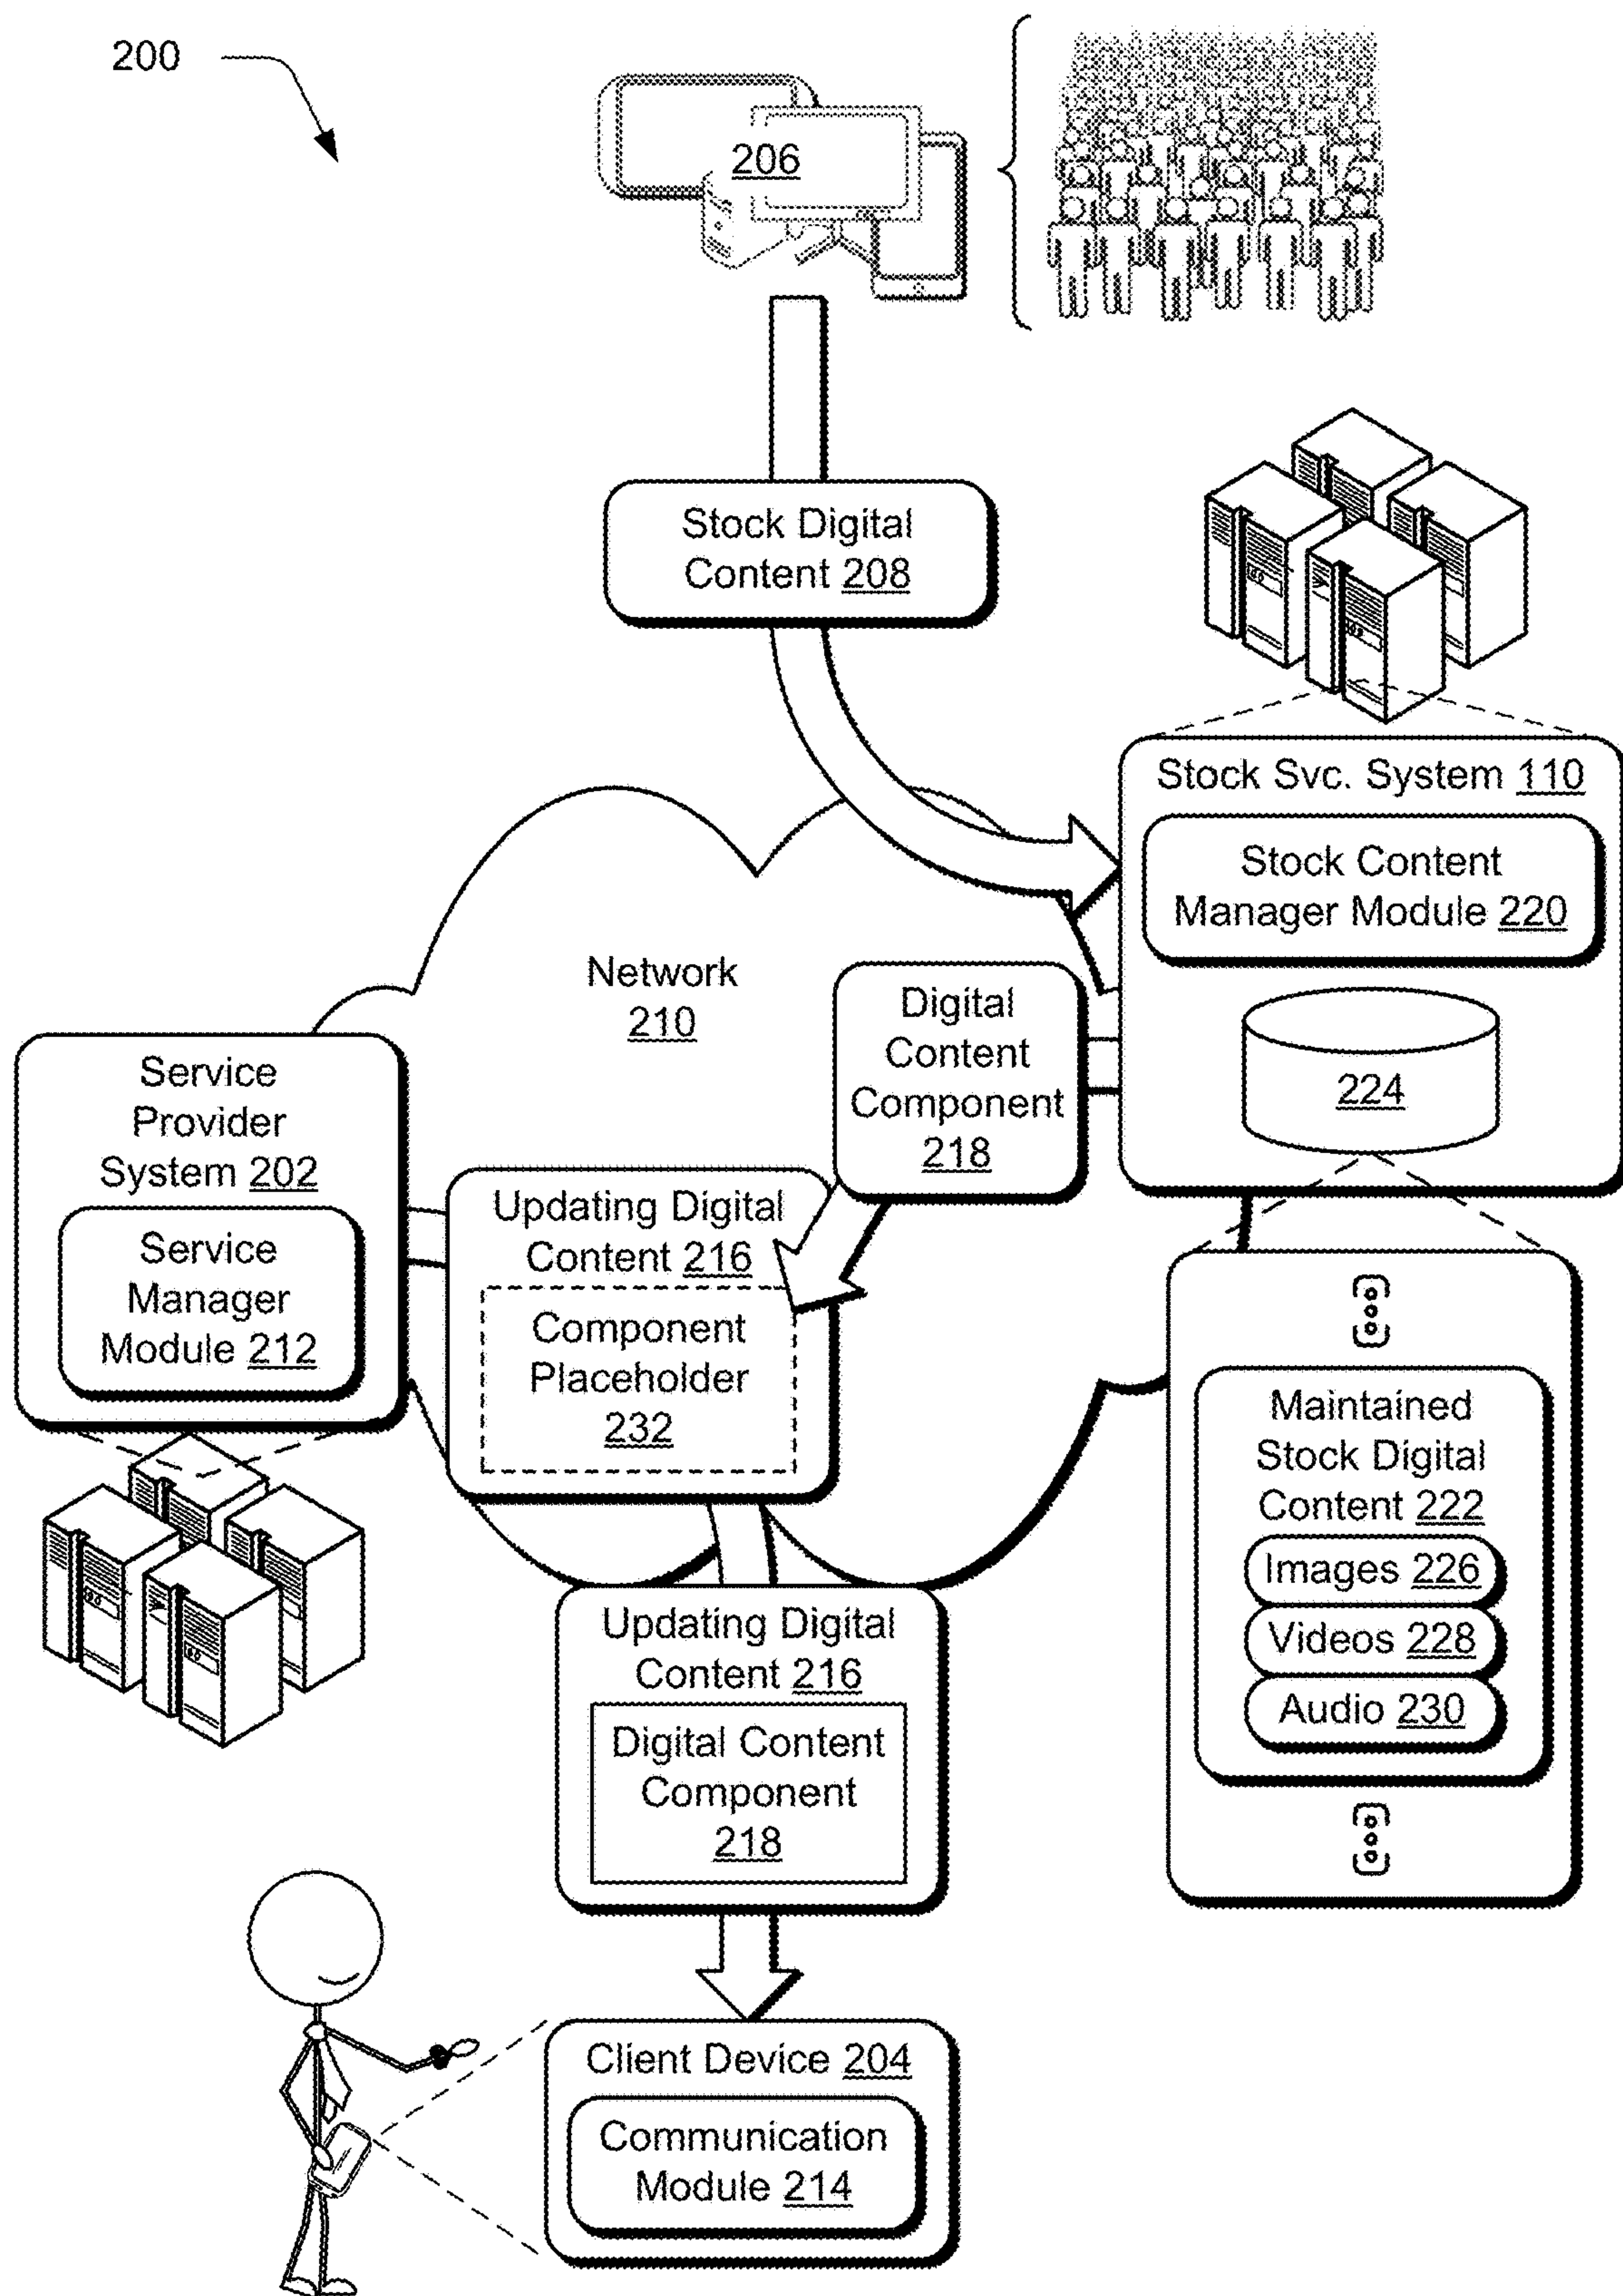 200
206
Stock Digital
Content 208
Stock Svc. System 110
Stock Content
Manager Module 220
224
Network
210
Digital
Content
Component
218
Service
Provider
System 202
Service
Manager
Module 212
Updating Digital
Content 216
Component
Placeholder
232
Maintained
Stock Digital
Content 222
Images 226
Videos 228
Audio 230
Updating Digital
Content 216
Digital Content
Component
218
Client Device 204
Communication
Module 214